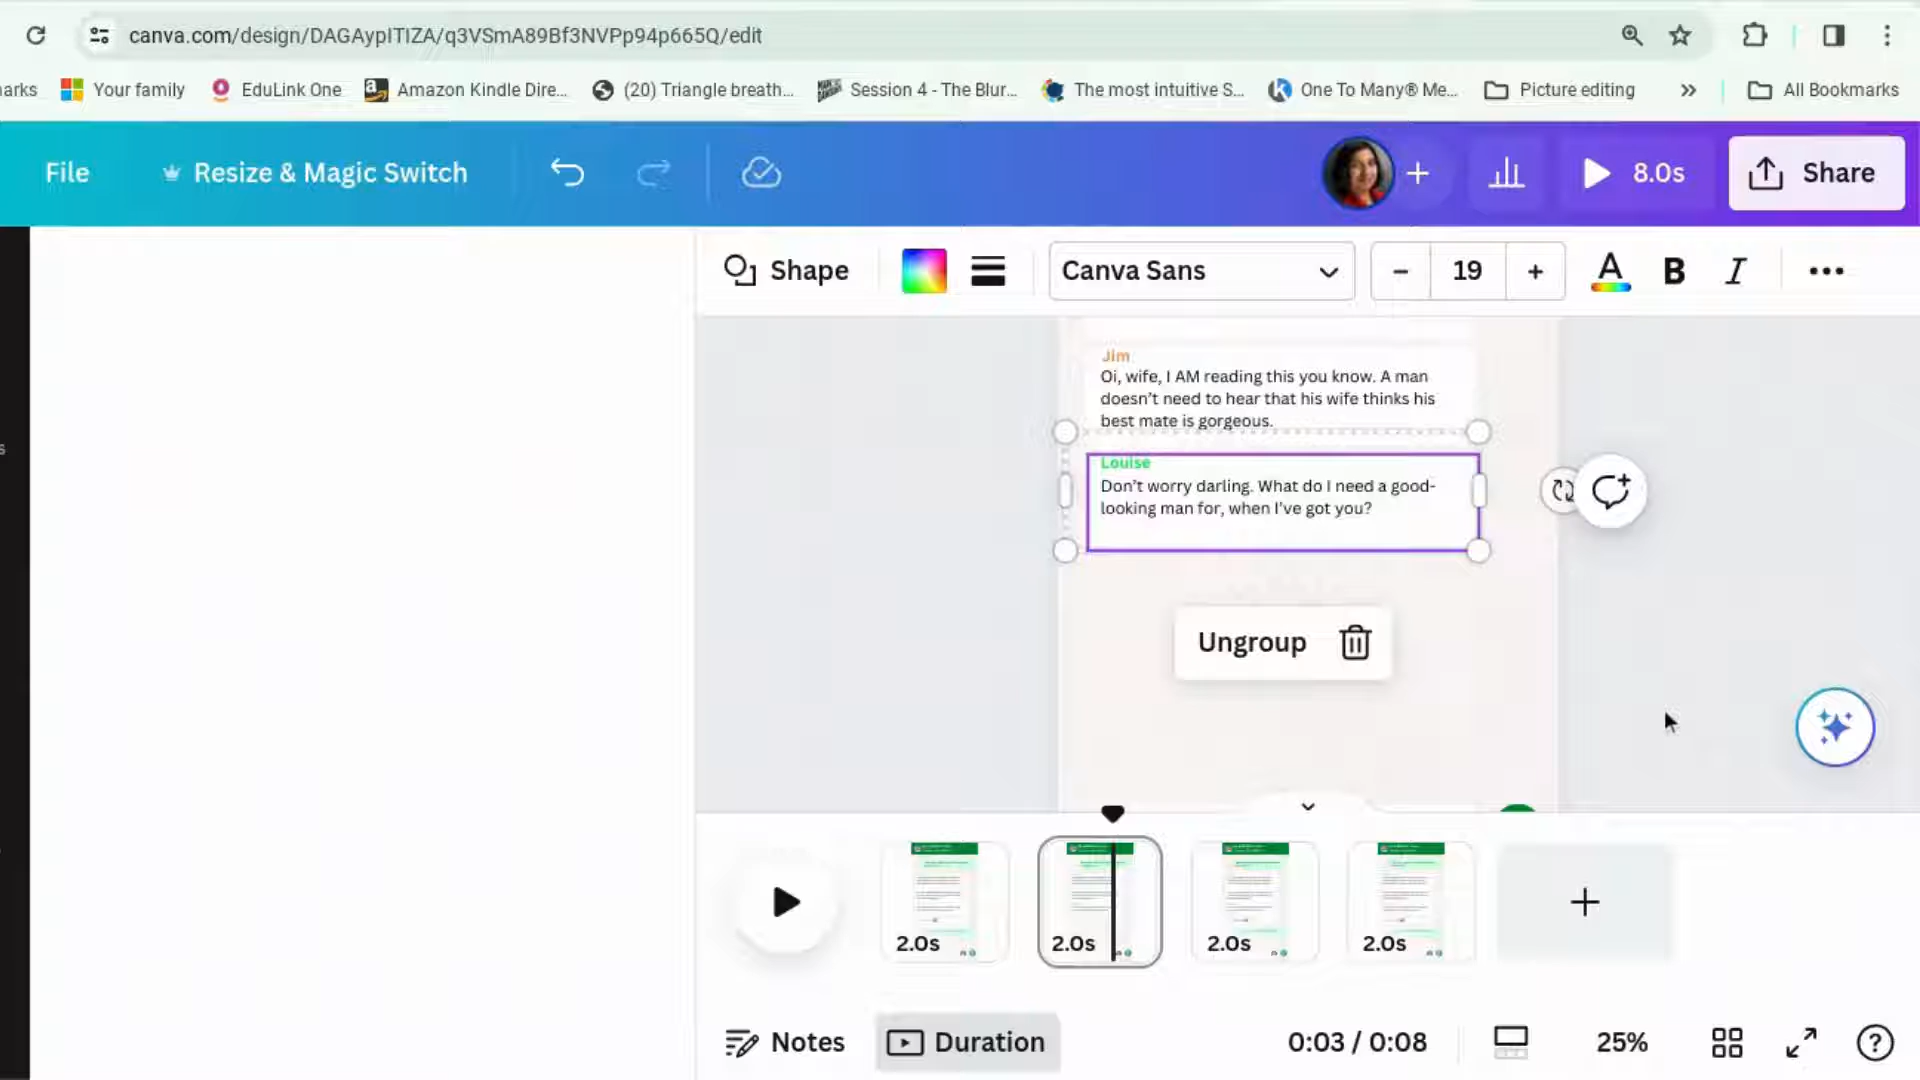 canva.com/design/DAGAypITIZA/q3VSmA89Bf3NVPp94p665Q/edit
arks Your family EduLink One Amazon Kindle Dire... (20) Triangle breath... Session 4 - The Blur... The most intuitive S... One To Many® Me... Picture editing All Bookmarks
File Resize & Magic Switch 8.0s Share
Shape Canva Sans − 19 + A B I
Jim
Oi, wife, I AM reading this you know. A man
doesn't need to hear that his wife thinks his
best mate is gorgeous.
Louise
Don't worry darling. What do I need a good-
looking man for, when I've got you?
Ungroup
2.0s 2.0s 2.0s 2.0s
Notes Duration 0:03 / 0:08 25%